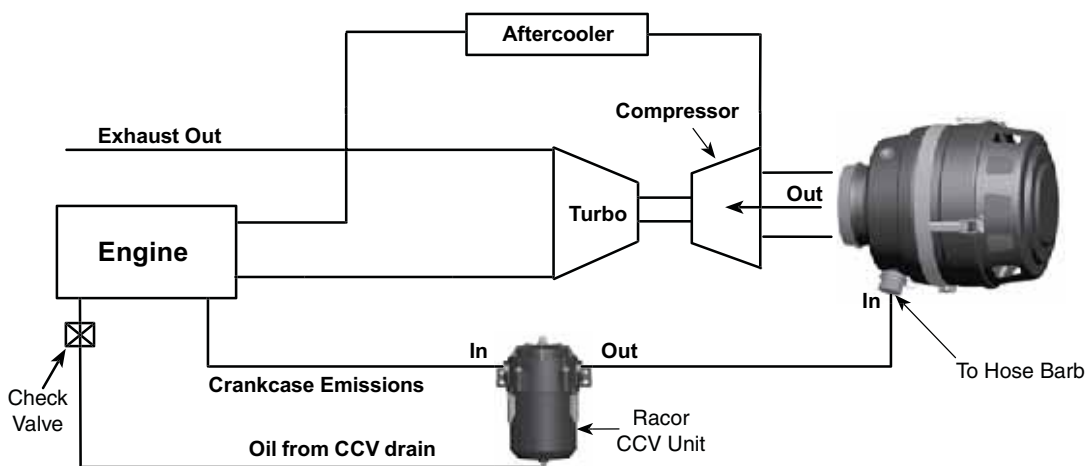 Aftercooler
Compressor
Exhaust Out
Out
Turbo
Engine
In
In
Out
To Hose Barb
Crankcase Emissions
Check
Valve
Racor
CCV Unit
Oil from CCV drain